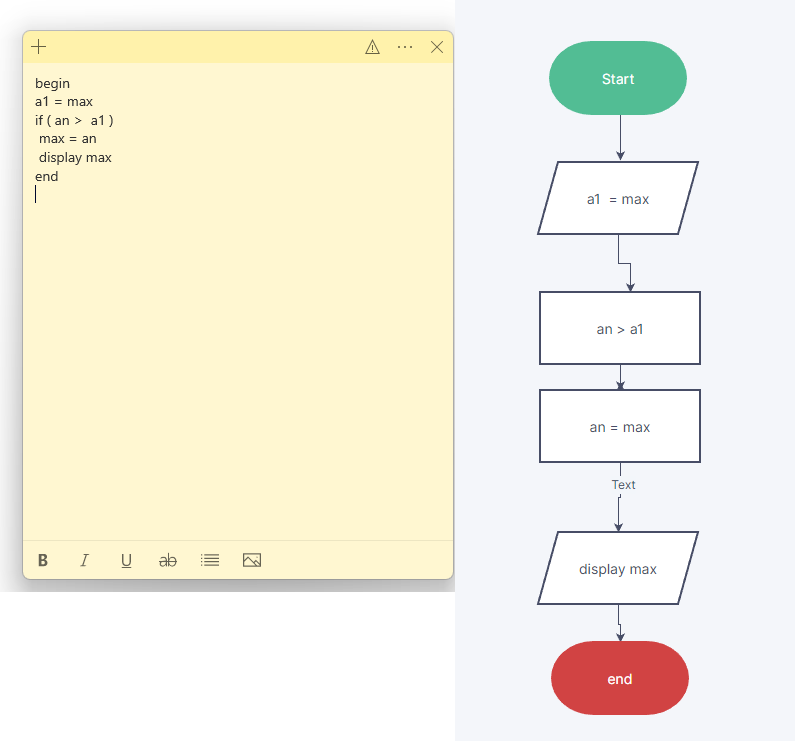 begin
a1 = max
if ( an >  a1 )
max = an
display max
end
B I U ab
Start
a1  = max
an > a1
an = max
Text
display max
end